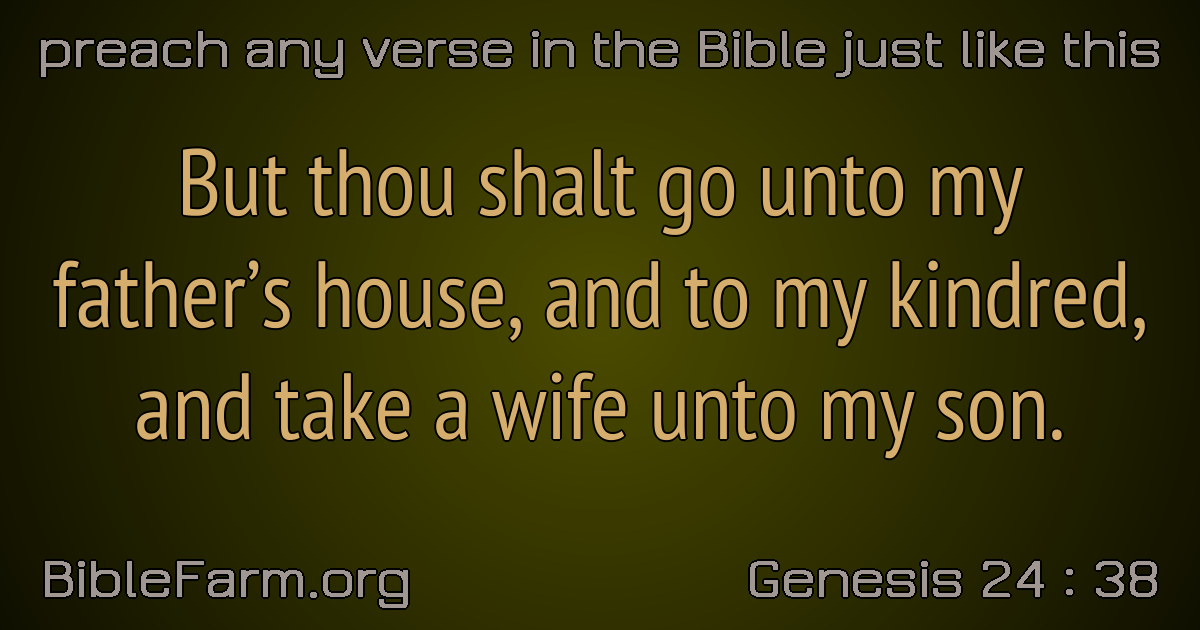 preach any verse in the Bible just like this
But thou shalt go unto my
father’s house, and to my kindred,
and take a wife unto my son.
BibleFarm.org
Genesis 24 : 38